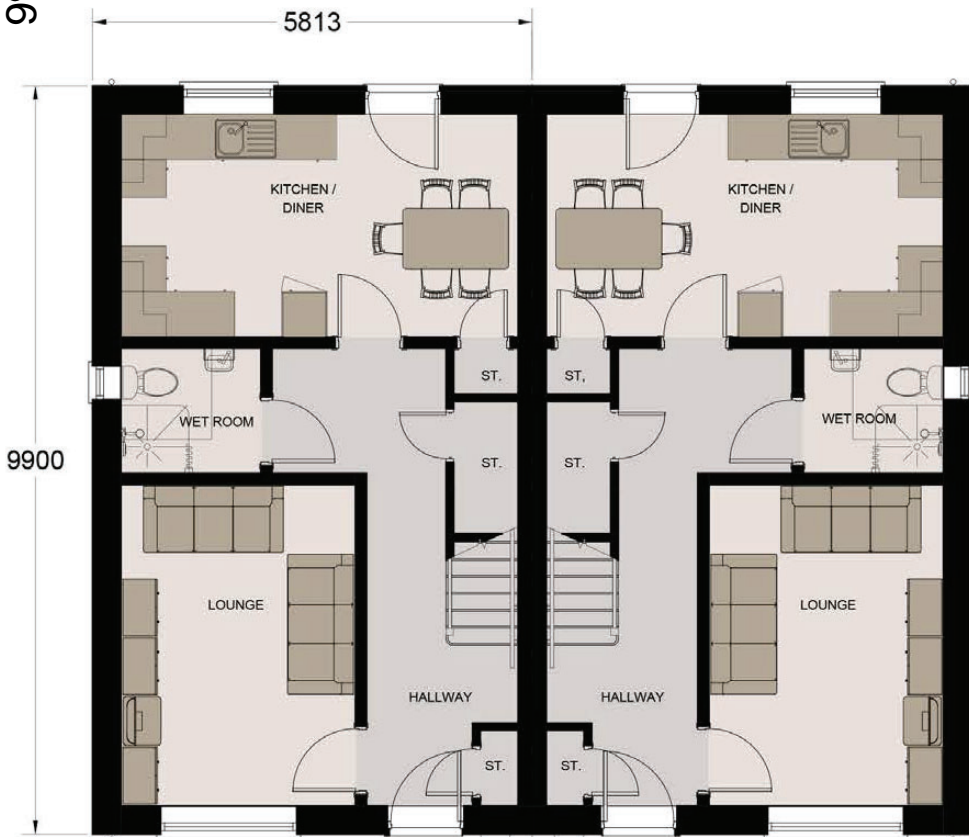 9
5813
KITCHEN /
DINER
KITCHEN /
DINER
ST.
ST,
WET ROOM
WET ROOM
9900
ST.
ST.
LOUNGE
LOUNGE
HALLWAY
HALLWAY
ST.
ST.